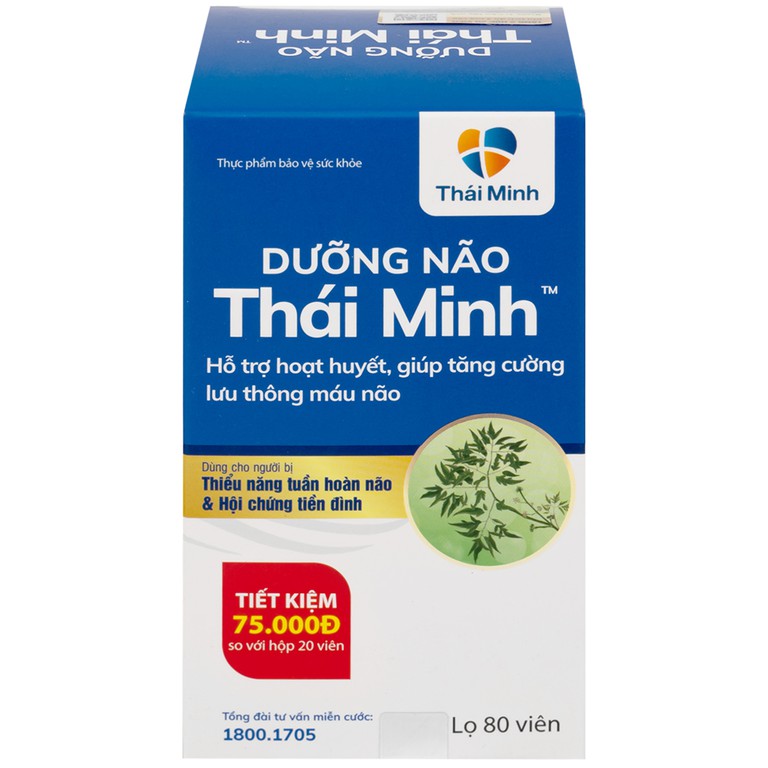 DƯỠNG NÃO
Thái Minh™
Thái Minh
Thực phẩm bảo vệ sức khỏe
DƯỠNG NÃO
Thái Minh™
Hỗ trợ hoạt huyết, giúp tăng cường
lưu thông máu não
Dùng cho người bị
Thiểu năng tuần hoàn não
& Hội chứng tiền đình
TIẾT KIỆM
75.000Đ
so với hộp 20 viên
Tổng đài tư vấn miễn cước:
1800.1705
Lọ 80 viên